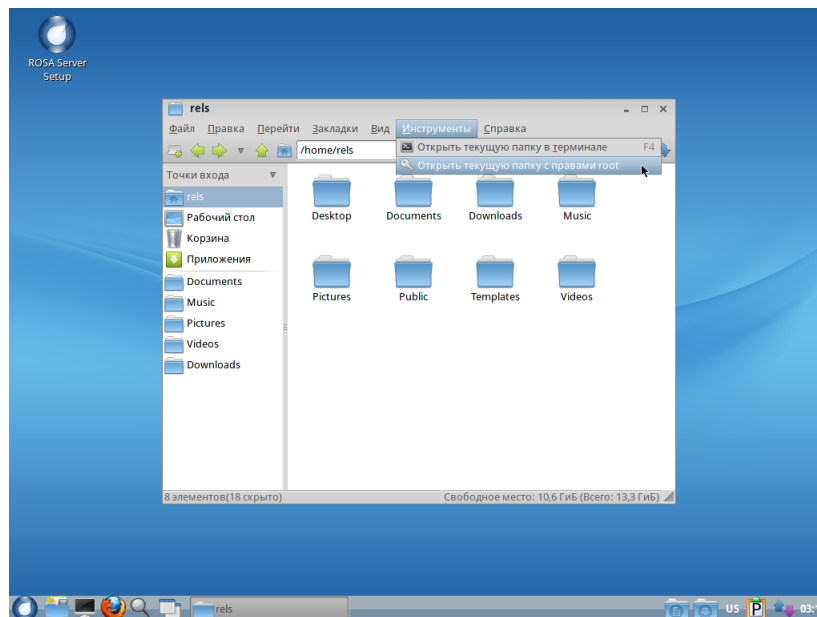 ROSA Server
Setup
rels
Файл Правка Перейти Закладки Вид Инструменты Справка
/home/rels
Открыть текущую папку в терминале F4
Открыть текущую папку с правами root
Точки входа
rels
Рабочий стол
Корзина
Приложения
Documents
Music
Pictures
Videos
Downloads
Desktop Documents Downloads Music
Pictures Public Templates Videos
8 элементов(18 скрыто) Свободное место: 10,6 ГиБ (Всего: 13,3 ГиБ)
rels US P 03: